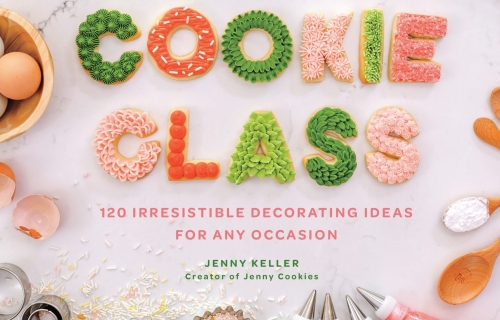 COOKIE
CLASS
120 IRRESISTIBLE DECORATING IDEAS
FOR ANY OCCASION
JENNY KELLER
Creator of Jenny Cookies